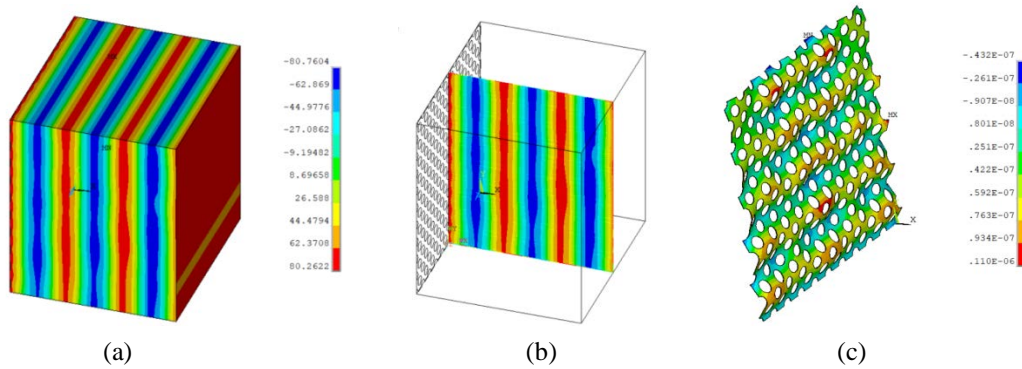 -80.7604
-62.869
-44.9776
-27.0862
-9.19482
8.69658
26.588
44.4794
62.3708
80.2622
MX
-.432E-07
-.261E-07
-.907E-08
.801E-08
.251E-07
.422E-07
.592E-07
.763E-07
.934E-07
.110E-06
MX
X
X
(a)
(b)
(c)